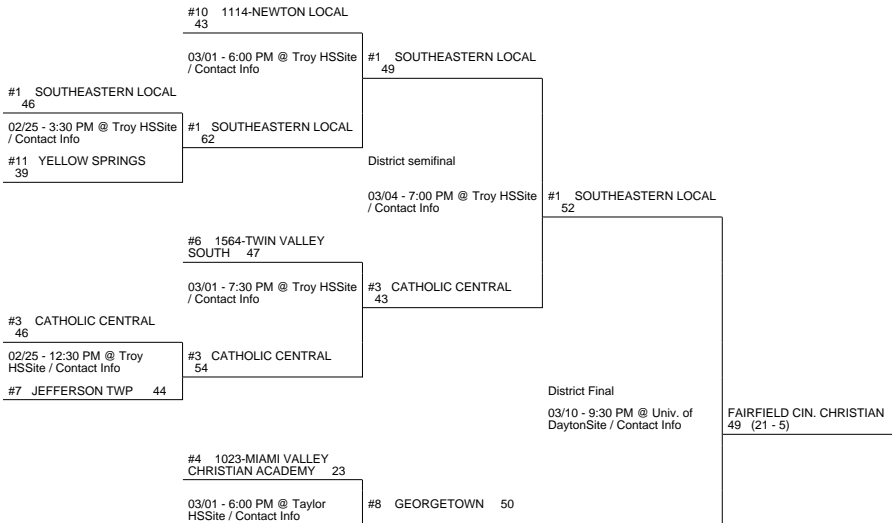 #10 1114-NEWTON LOCAL
43
03/01 - 6:00 PM @ Troy HSSite
/ Contact Info
#1 SOUTHEASTERN LOCAL
49
#1 SOUTHEASTERN LOCAL
46
02/25 - 3:30 PM @ Troy HSSite
/ Contact Info
#1 SOUTHEASTERN LOCAL
62
#11 YELLOW SPRINGS
39
District semifinal
03/04 - 7:00 PM @ Troy HSSite
/ Contact Info
#1 SOUTHEASTERN LOCAL
52
#6 1564-TWIN VALLEY
SOUTH 47
03/01 - 7:30 PM @ Troy HSSite
/ Contact Info
#3 CATHOLIC CENTRAL
43
#3 CATHOLIC CENTRAL
46
02/25 - 12:30 PM @ Troy
HSSite / Contact Info
#3 CATHOLIC CENTRAL
54
#7 JEFFERSON TWP 44
District Final
03/10 - 9:30 PM @ Univ. of
DaytonSite / Contact Info
FAIRFIELD CIN. CHRISTIAN
49 (21 - 5)
#4 1023-MIAMI VALLEY
CHRISTIAN ACADEMY 23
03/01 - 6:00 PM @ Taylor
HSSite / Contact Info
#8 GEORGETOWN 50